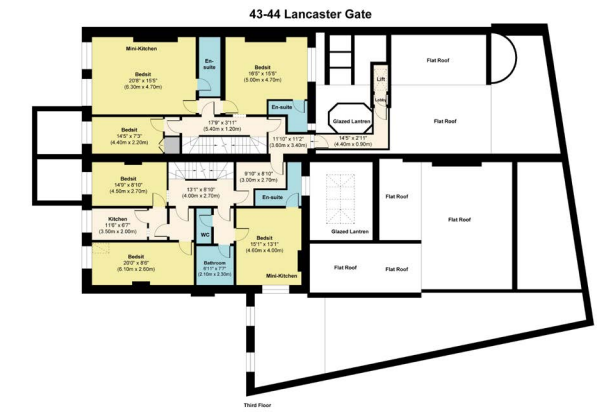 43-44 Lancaster Gate
Mini-Kitchen
Bedsit
20'8" x 15'5"
(6.30m x 4.70m)
En-
suite
Bedsit
16'5" x 15'5"
(5.00m x 4.70m)
En-suite
Flat Roof
Flat Roof
Lift
Lobby
Glazed Lantren
Bedsit
14'5" x 7'3"
(4.40m x 2.20m)
17'9" x 3'11"
(5.40m x 1.20m)
11'10" x 11'2"
(3.60m x 3.40m)
14'5" x 2'11"
(4.40m x 0.90m)
Bedsit
14'9" x 8'10"
(4.50m x 2.70m)
13'1" x 8'10"
(4.00m x 2.70m)
9'10" x 8'10"
(3.00m x 2.70m)
En-suite
Kitchen
11'6" x 6'7"
(3.50m x 2.00m)
WC
Bedsit
15'1" x 13'1"
(4.60m x 4.00m)
Mini-Kitchen
Bedsit
20'0" x 8'6"
(6.10m x 2.60m)
Bathroom
6'11" x 7'7"
(2.10m x 2.30m)
Glazed Lantren
Flat Roof
Flat Roof
Flat Roof
Flat Roof
Flat Roof
Third Floor